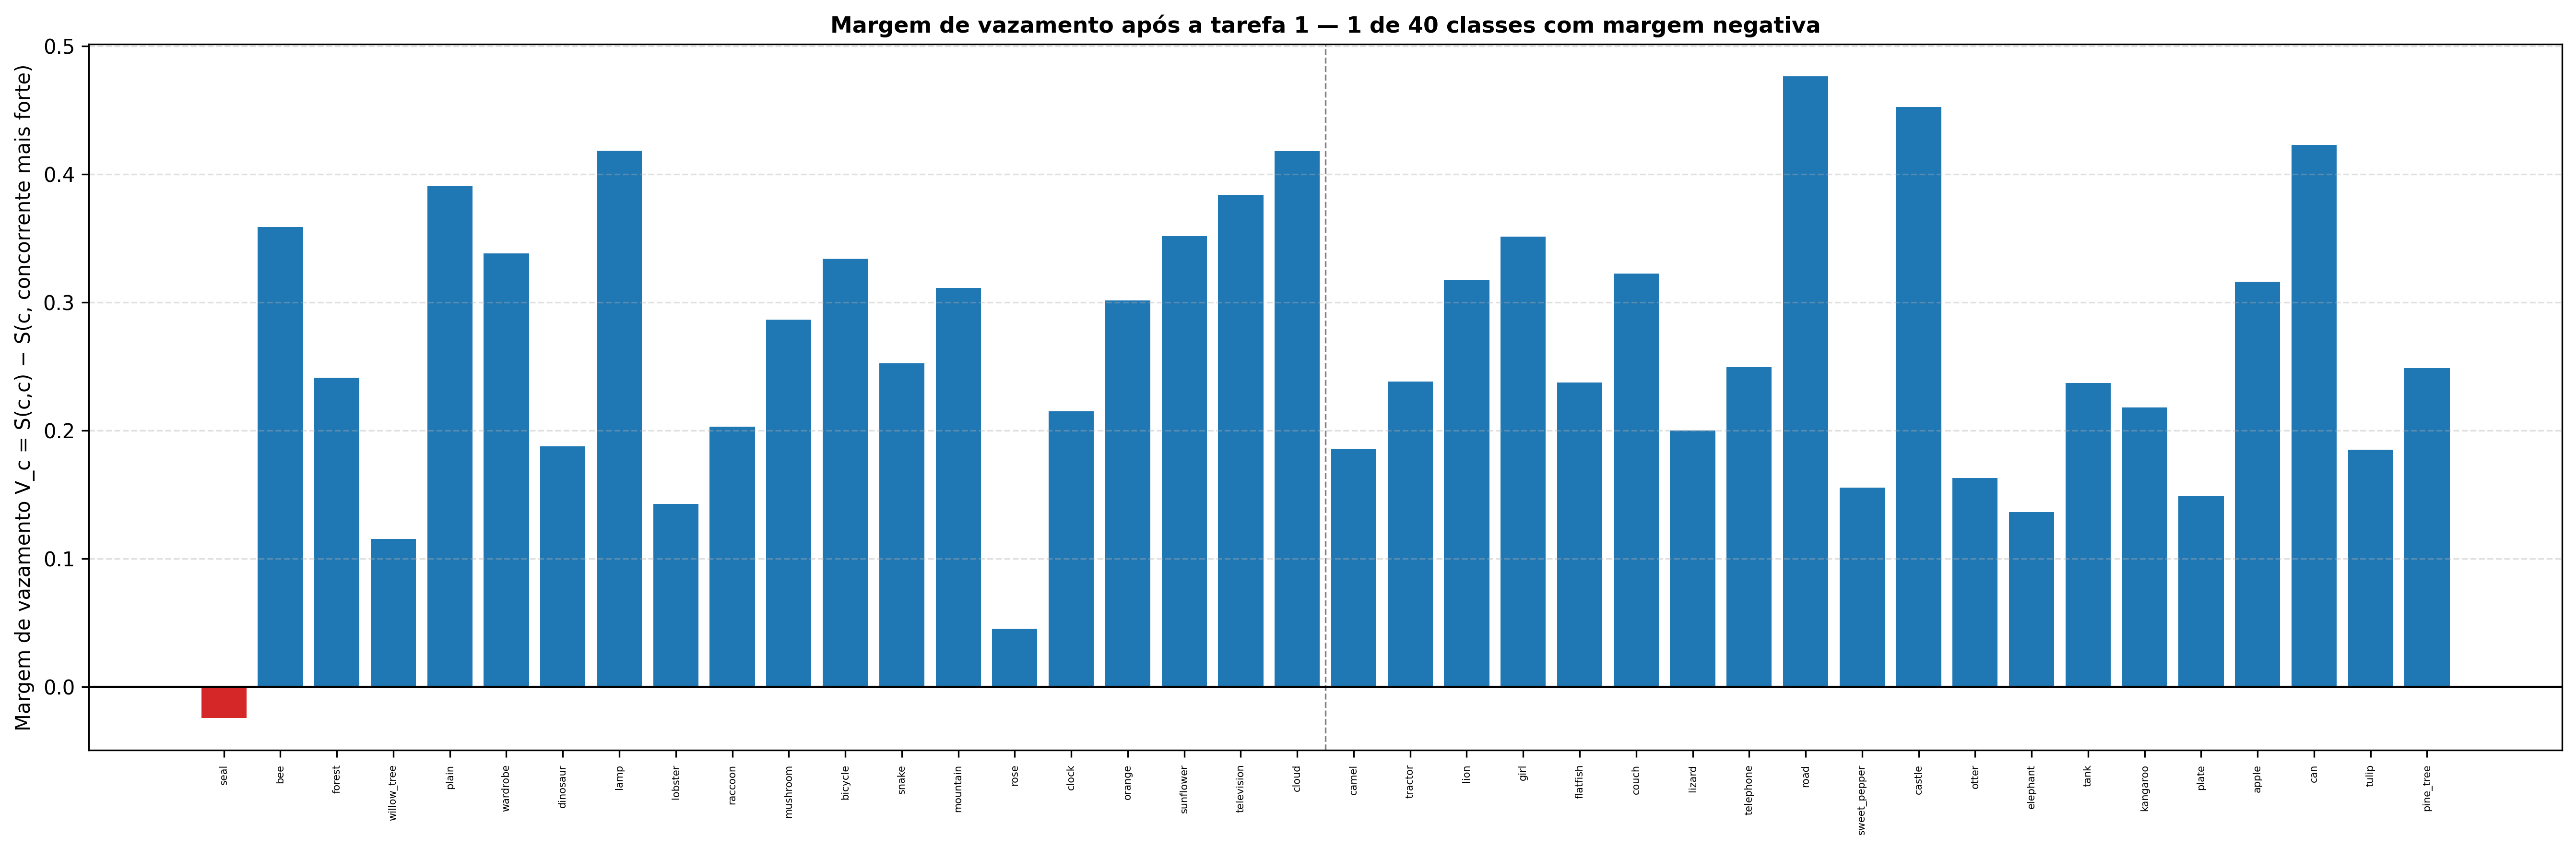 Margem de vazamento após a tarefa 1 — 1 de 40 classes com margem negativa
Margem de vazamento V_c = S(c,c) − S(c, concorrente mais forte)
0.5
0.4
0.3
0.2
0.1
0.0
seal
bee
forest
willow_tree
plain
wardrobe
dinosaur
lamp
lobster
raccoon
mushroom
bicycle
snake
mountain
rose
clock
orange
sunflower
television
cloud
camel
tractor
lion
girl
flatfish
couch
lizard
telephone
road
sweet_pepper
castle
otter
elephant
tank
kangaroo
plate
apple
can
tulip
pine_tree